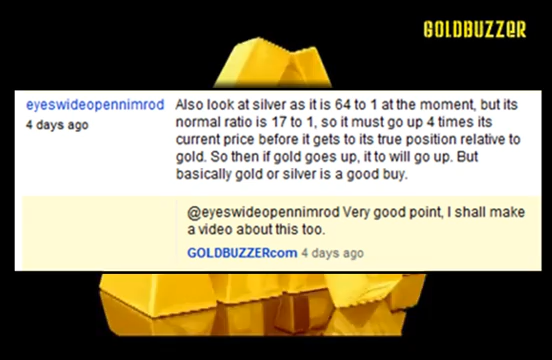 GOLDBUZZER
eyeswideopennimrod
4 days ago
Also look at silver as it is 64 to 1 at the moment, but its
normal ratio is 17 to 1, so it must go up 4 times its
current price before it gets to its true position relative to
gold. So then if gold goes up, it to will go up. But
basically gold or silver is a good buy.
@eyeswideopennimrod Very good point, I shall make
a video about this too.
GOLDBUZZERcom 4 days ago